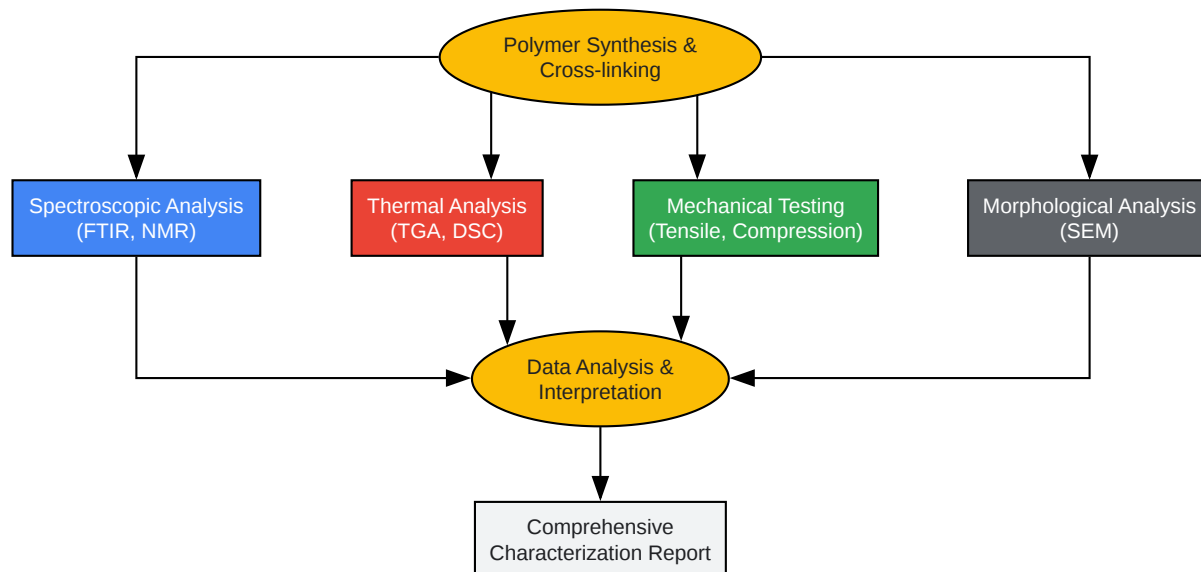 Polymer Synthesis &
Cross-linking
Spectroscopic Analysis
(FTIR, NMR)
Thermal Analysis
(TGA, DSC)
Mechanical Testing
(Tensile, Compression)
Morphological Analysis
(SEM)
Data Analysis &
Interpretation
Comprehensive
Characterization Report